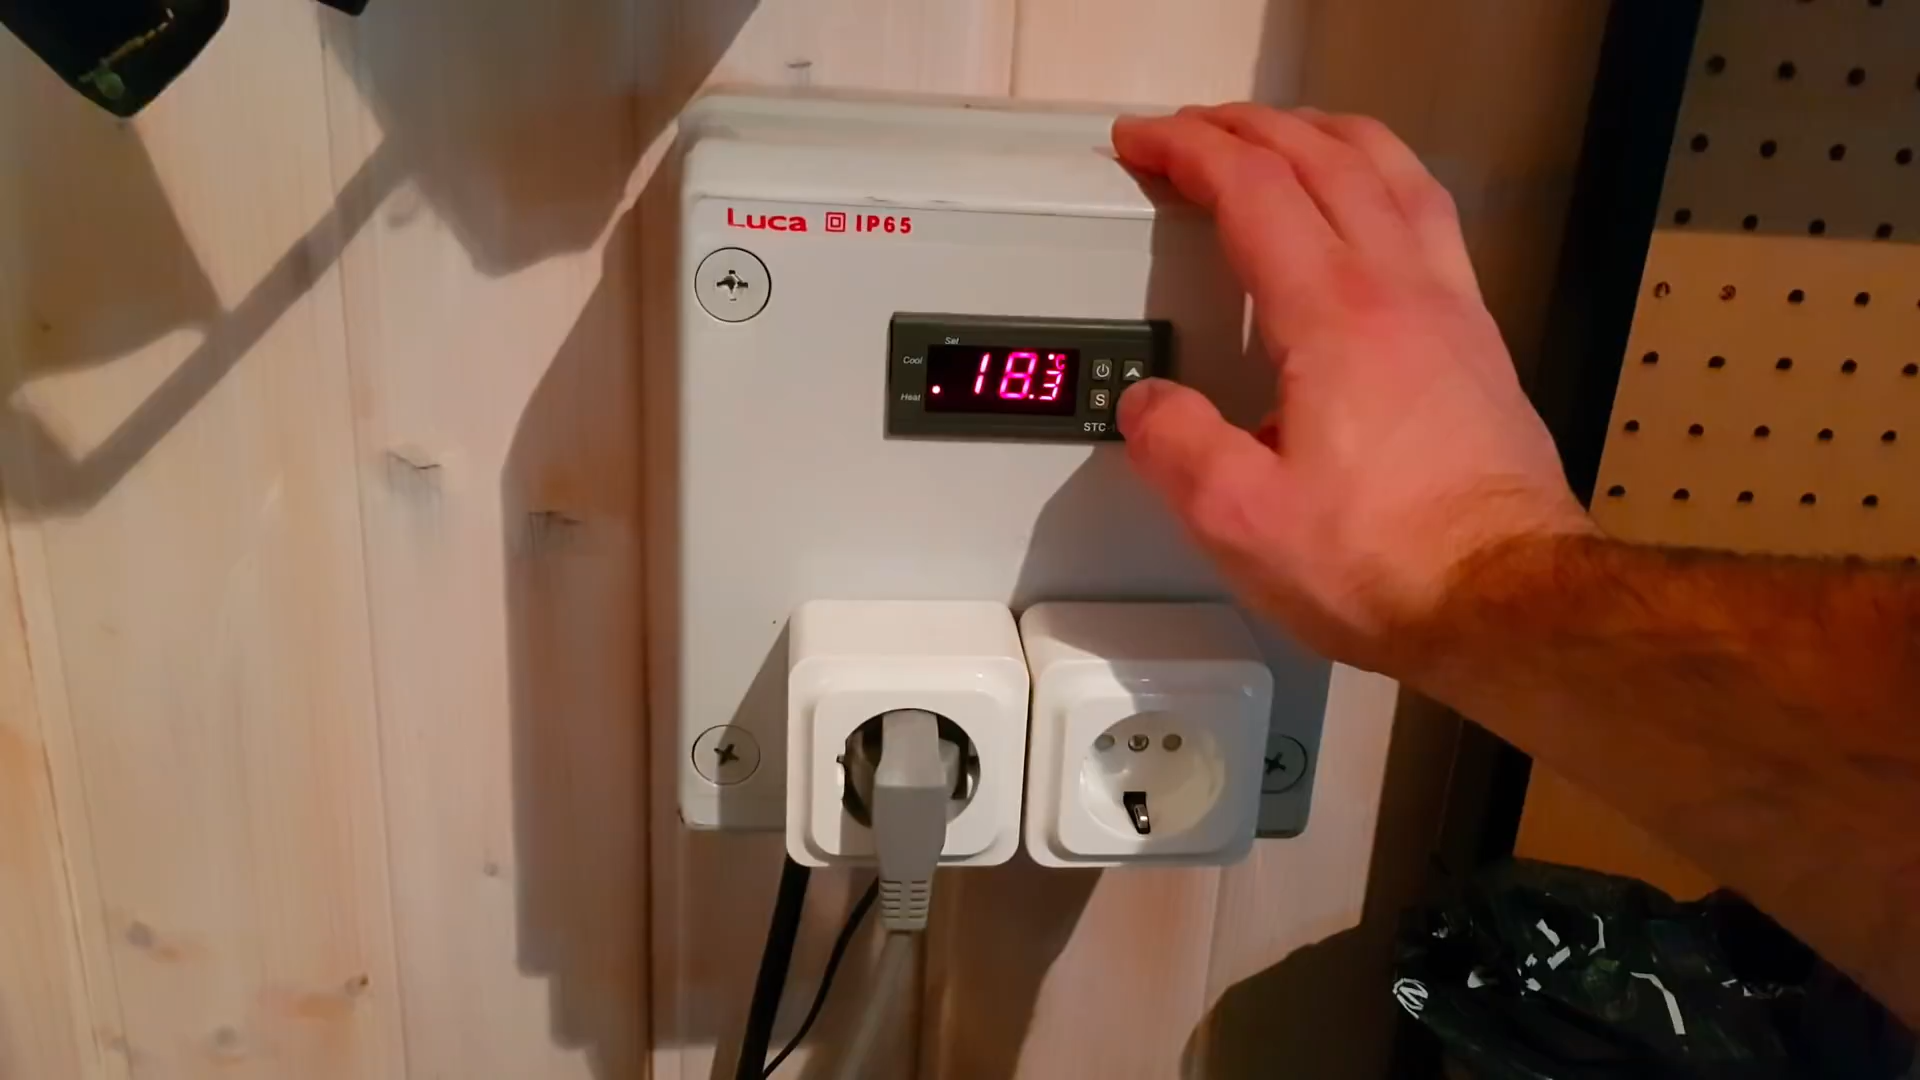 Luca IP65
Set
Cool
18.3 °C
Heat
S
STC-